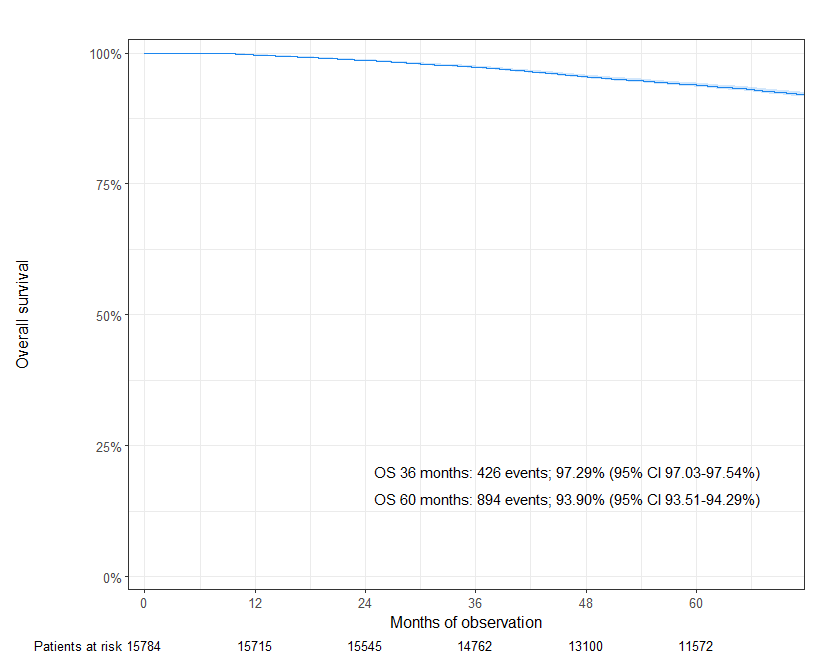 100%
75%
50%
25%
0%
Overall survival
OS 36 months: 426 events; 97.29% (95% CI 97.03-97.54%)
OS 60 months: 894 events; 93.90% (95% CI 93.51-94.29%)
0 12 24 36 48 60
Months of observation
Patients at risk 15784 15715 15545 14762 13100 11572